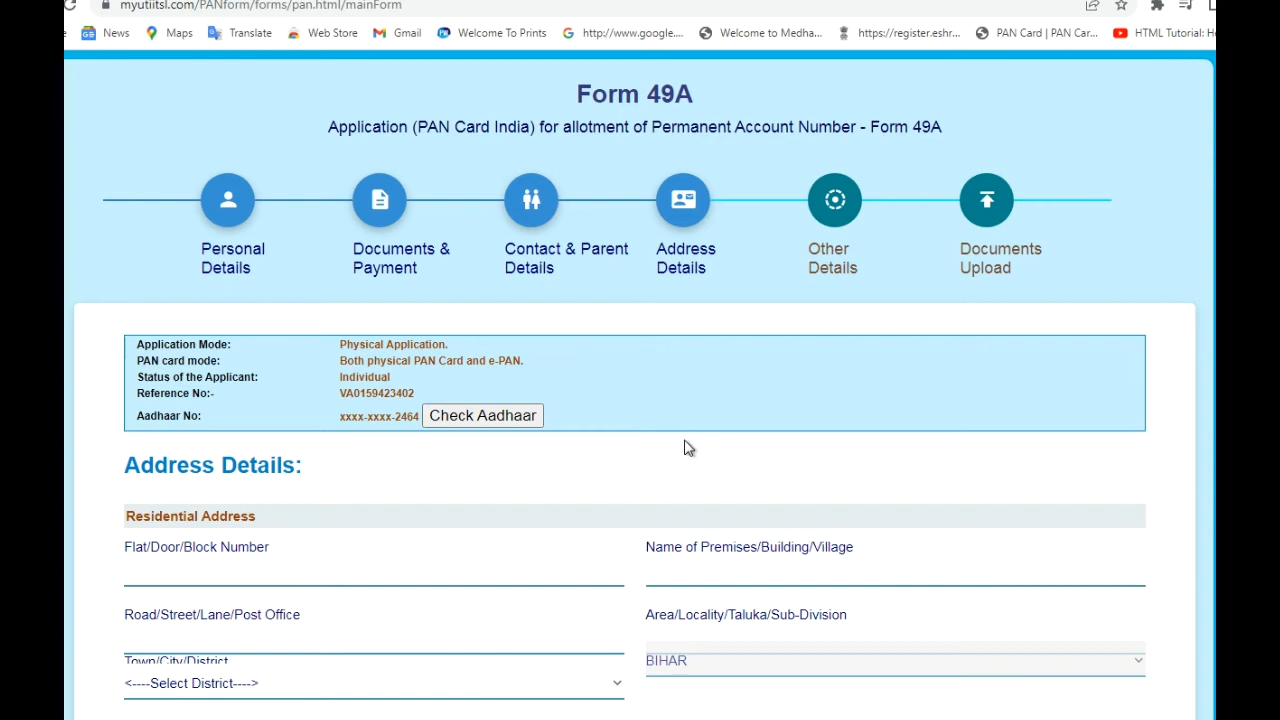 myutiitsl.com/PANform/forms/pan.html/mainForm
News Maps Translate Web Store Gmail Welcome To Prints http://www.google.... Welcome to Medha... https://register.eshr... PAN Card | PAN Car... HTML Tutorial: H
Form 49A
Application (PAN Card India) for allotment of Permanent Account Number - Form 49A
Personal Details
Documents & Payment
Contact & Parent Details
Address Details
Other Details
Documents Upload
Application Mode: Physical Application.
PAN card mode: Both physical PAN Card and e-PAN.
Status of the Applicant: Individual
Reference No:- VA0159423402
Aadhaar No: xxxx-xxxx-2464 Check Aadhaar
Address Details:
Residential Address
Flat/Door/Block Number Name of Premises/Building/Village
Road/Street/Lane/Post Office Area/Locality/Taluka/Sub-Division
Town/City/District BIHAR
<----Select District---->